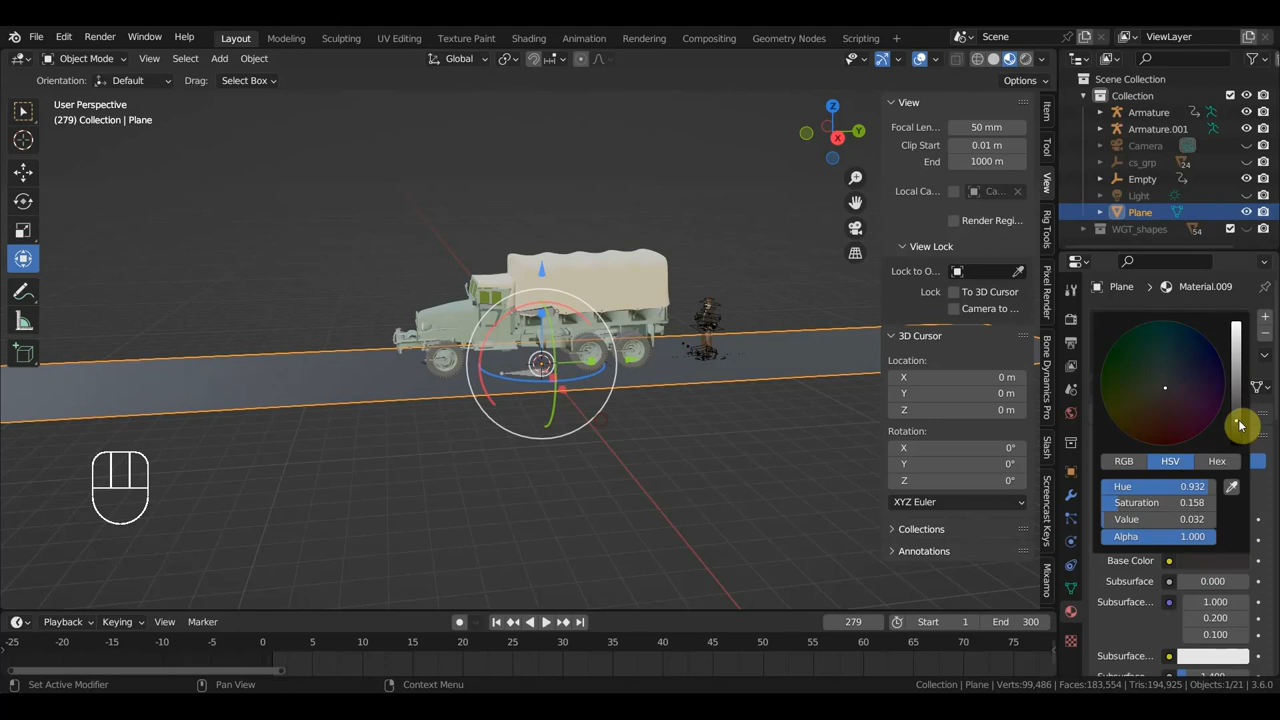 File Edit Render Window Help Layout Modeling Sculpting UV Editing Texture Paint Shading Animation Rendering Compositing Geometry Nodes Scripting + Scene ViewLayer
Object Mode View Select Add Object Global
Orientation: Default Drag: Select Box Options
User Perspective
(279) Collection | Plane
X
Y
Z
View
Focal Len... 50 mm
Clip Start 0.01 m
End 1000 m
Local Ca... Ca...
Render Regi...
View Lock
Lock to O...
Lock To 3D Cursor
Camera to ...
3D Cursor
Location:
X 0 m
Y 0 m
Z 0 m
Rotation:
X 0°
Y 0°
Z 0°
XYZ Euler
Collections
Annotations
Item
Tool
View
Rig Tools
Pixel Render
Bone Dynamics Pro
Slash
Screencast Keys
Mixamo
Scene Collection
Collection
Armature
Armature.001
Camera
cs_grp 24
Empty
Light
Plane
WGT_shapes 54
Plane Material.009
RGB HSV Hex
Hue 0.932
Saturation 0.158
Value 0.032
Alpha 1.000
Base Color
Subsurface 0.000
Subsurface... 1.000
0.200
0.100
Subsurface...
1.400
Playback Keying View Marker 279 Start 1 End 300
-25 -20 -15 -10 -5 0 5 10 15 20 25 30 35 40 45 50 55 60 65 70 75
Set Active Modifier Pan View Context Menu Collection | Plane | Verts:99,486 | Faces:183,554 | Tris:194,925 | Objects:1/21 | 3.6.0